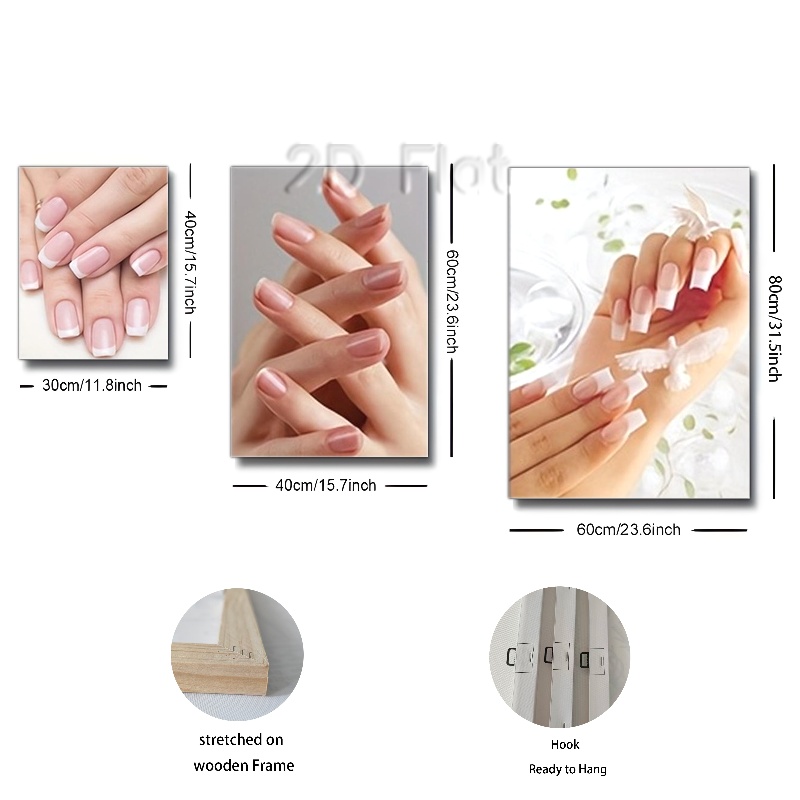 2D Flat
40cm/15.7inch
30cm/11.8inch
60cm/23.6inch
40cm/15.7inch
80cm/31.5inch
60cm/23.6inch
stretched on
wooden Frame
Hook
Ready to Hang